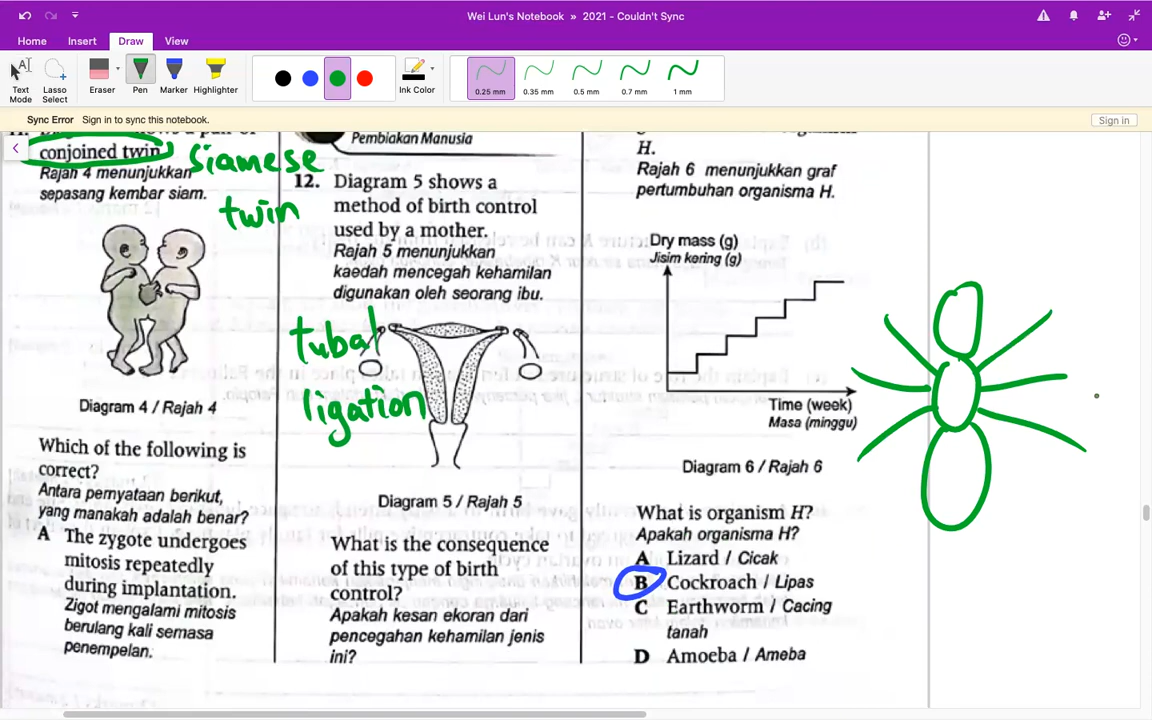 Wei Lun's Notebook » 2021 - Couldn't Sync
Home Insert Draw View
Text Mode
Lasso Select
Eraser
Pen
Marker
Highlighter
Ink Color
0.25 mm
0.35 mm
0.5 mm
0.7 mm
1 mm
Sync Error Sign in to sync this notebook.
Sign in
conjoined twin
Siamese
twin
Rajah 4 menunjukkan
sepasang kembar siam.
Diagram 4 / Rajah 4
Which of the following is
correct?
Antara pernyataan berikut,
yang manakah adalah benar?
A The zygote undergoes
mitosis repeatedly
during implantation.
Zigot mengalami mitosis
berulang kali semasa
penempelan.
Pembiakan Manusia
12. Diagram 5 shows a
method of birth control
used by a mother.
Rajah 5 menunjukkan
kaedah mencegah kehamilan
digunakan oleh seorang ibu.
tubal
ligation
Diagram 5 / Rajah 5
What is the consequence
of this type of birth
control?
Apakah kesan ekoran dari
pencegahan kehamilan jenis
ini?
H.
Rajah 6 menunjukkan graf
pertumbuhan organisma H.
Dry mass (g)
Jisim kering (g)
Time (week)
Masa (minggu)
Diagram 6 / Rajah 6
What is organism H?
Apakah organisma H?
A Lizard / Cicak
B Cockroach / Lipas
C Earthworm / Cacing
tanah
D Amoeba / Ameba